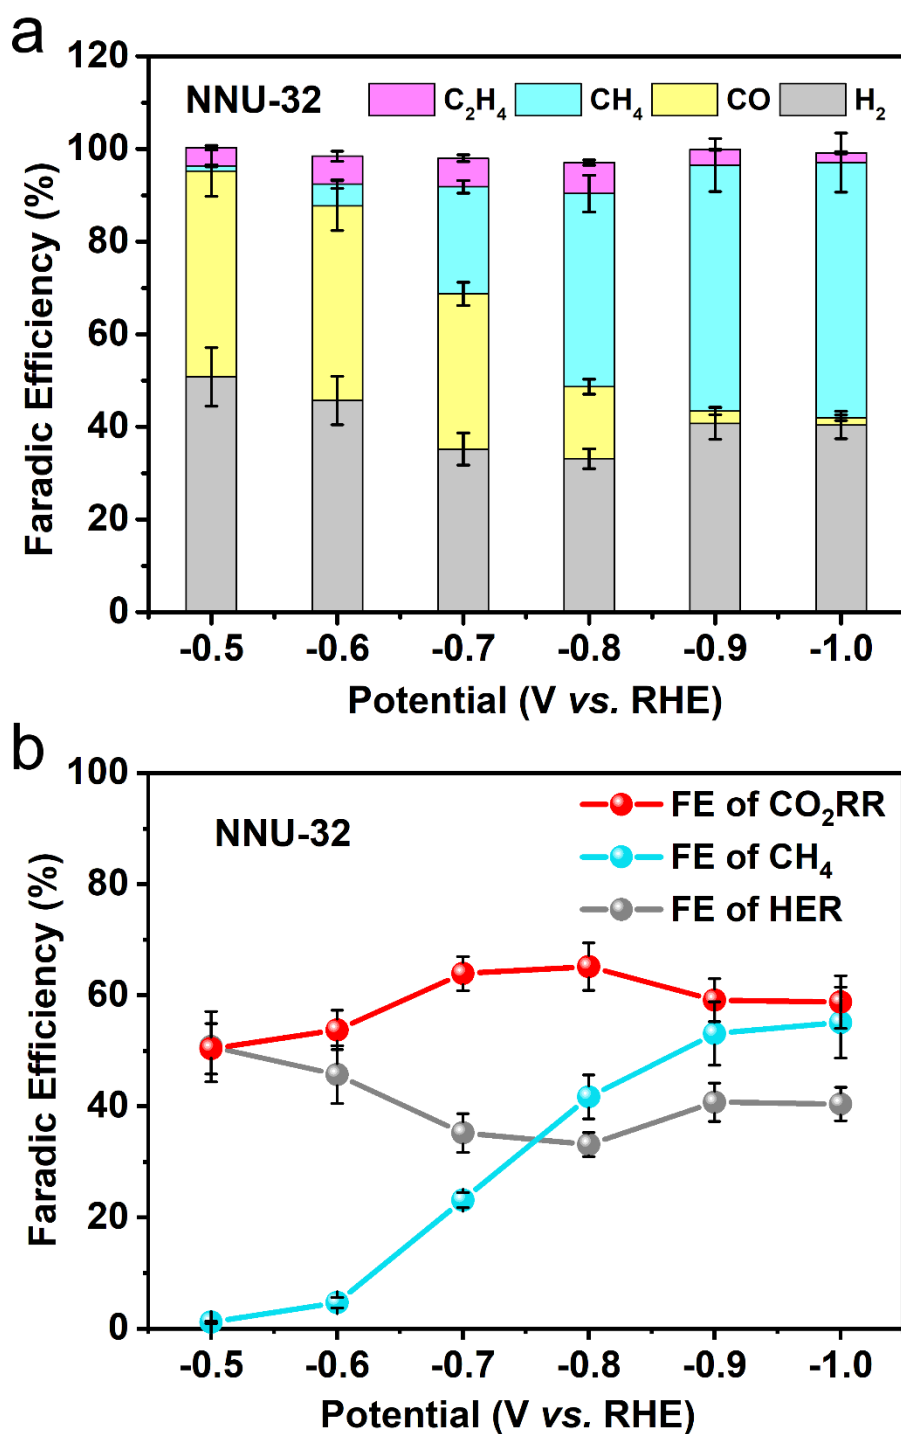 a
120
100
80
60
40
20
0
Faradic Efficiency (%)
NNU-32
C₂H₄
CH₄
CO
H₂
-0.5 -0.6 -0.7 -0.8 -0.9 -1.0
Potential (V vs. RHE)
b
100
80
60
40
20
0
Faradic Efficiency (%)
NNU-32
FE of CO₂RR
FE of CH₄
FE of HER
-0.5 -0.6 -0.7 -0.8 -0.9 -1.0
Potential (V vs. RHE)